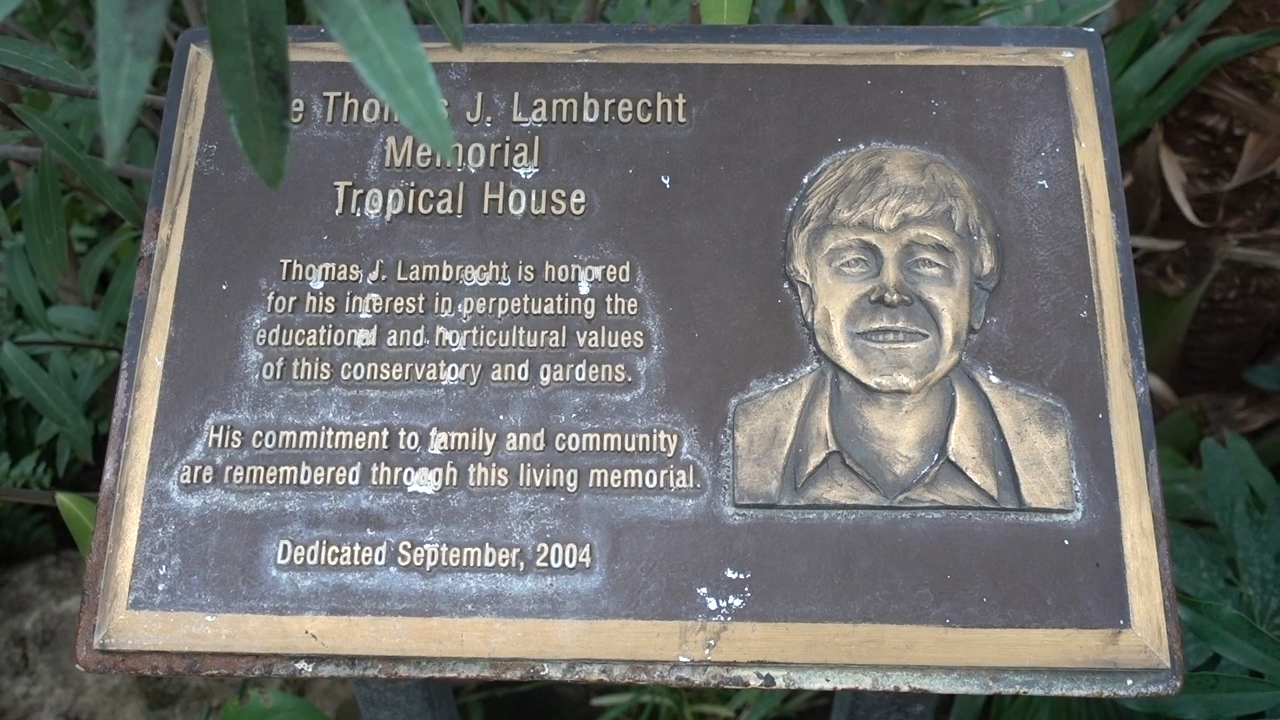 The Thomas J. Lambrecht
Memorial
Tropical House
Thomas J. Lambrecht is honored
for his interest in perpetuating the
educational and horticultural values
of this conservatory and gardens.
His commitment to family and community
are remembered through this living memorial.
Dedicated September, 2004